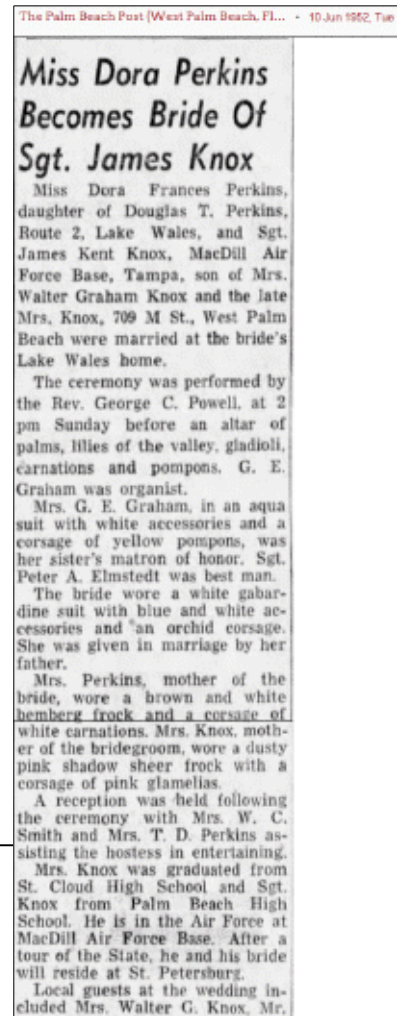 The Palm Beach Post (West Palm Beach, Fl... - 10 Jun 1952, Tue
Miss Dora Perkins
Becomes Bride Of
Sgt. James Knox
Miss Dora Frances Perkins,
daughter of Douglas T. Perkins,
Route 2, Lake Wales, and Sgt.
James Kent Knox, MacDill Air
Force Base, Tampa, son of Mrs.
Walter Graham Knox and the late
Mrs. Knox, 709 M St., West Palm
Beach were married at the bride's
Lake Wales home.
The ceremony was performed by
the Rev. George C. Powell, at 2
pm Sunday before an altar of
palms, lilies of the valley, gladioli,
carnations and pompons. G. E.
Graham was organist.
Mrs. G. E. Graham, in an aqua
suit with white accessories and a
corsage of yellow pompons, was
her sister's matron of honor. Sgt.
Peter A. Elmstedt was best man.
The bride wore a white gabar-
dine suit with blue and white ac-
cessories and an orchid corsage.
She was given in marriage by her
father.
Mrs. Perkins, mother of the
bride, wore a brown and white
bemberg frock and a corsage of
white carnations. Mrs. Knox, moth-
er of the bridegroom, wore a dusty
pink shadow sheer frock with a
corsage of pink glamelias.
A reception was held following
the ceremony with Mrs. W. C.
Smith and Mrs. T. D. Perkins as-
sisting the hostess in entertaining.
Mrs. Knox was graduated from
St. Cloud High School and Sgt.
Knox from Palm Beach High
School. He is in the Air Force at
MacDill Air Force Base. After a
tour of the State, he and his bride
will reside at St. Petersburg.
Local guests at the wedding in-
cluded Mrs. Walter G. Knox, Mr.